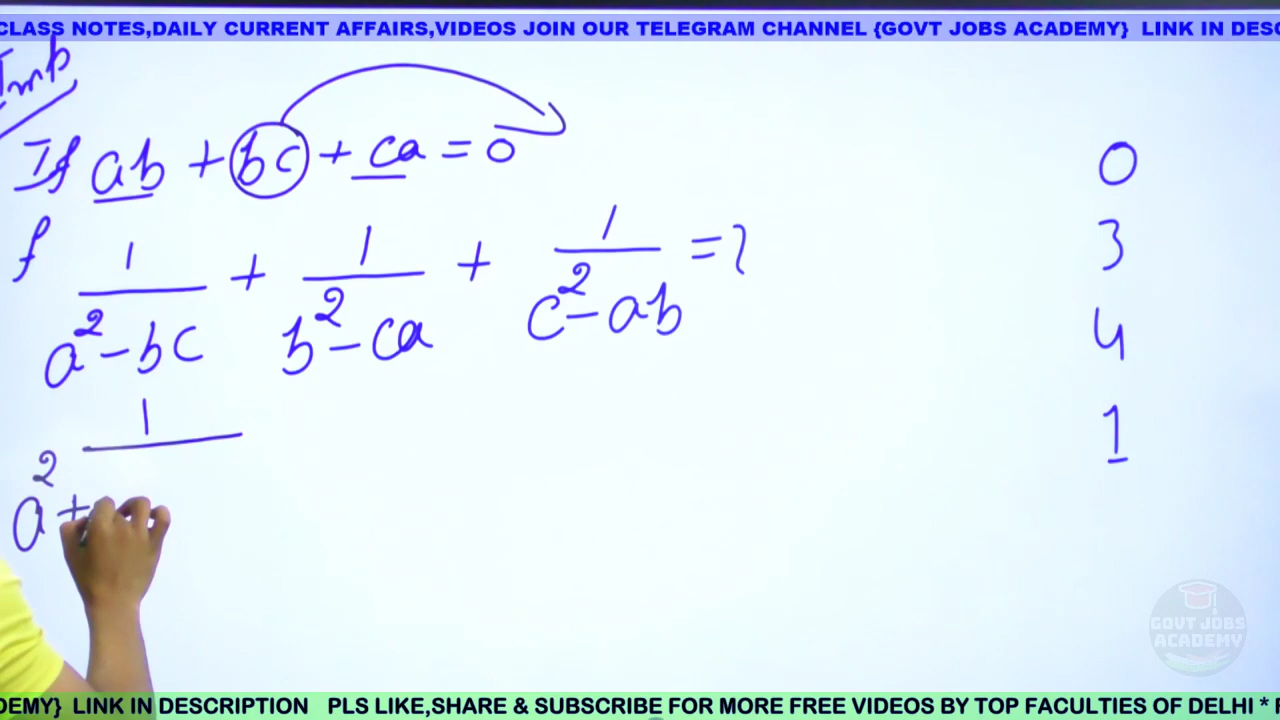 CLASS NOTES,DAILY CURRENT AFFAIRS,VIDEOS JOIN OUR TELEGRAM CHANNEL {GOVT JOBS ACADEMY} LINK IN DESC
Imp
If ab + bc + ca = 0
f 1/(a² - bc) + 1/(b² - ca) + 1/(c² - ab) = ?
1/(a² +
0
3
4
1
GOVT JOBS
ACADEMY
DEMY} LINK IN DESCRIPTION PLS LIKE,SHARE & SUBSCRIBE FOR MORE FREE VIDEOS BY TOP FACULTIES OF DELHI *